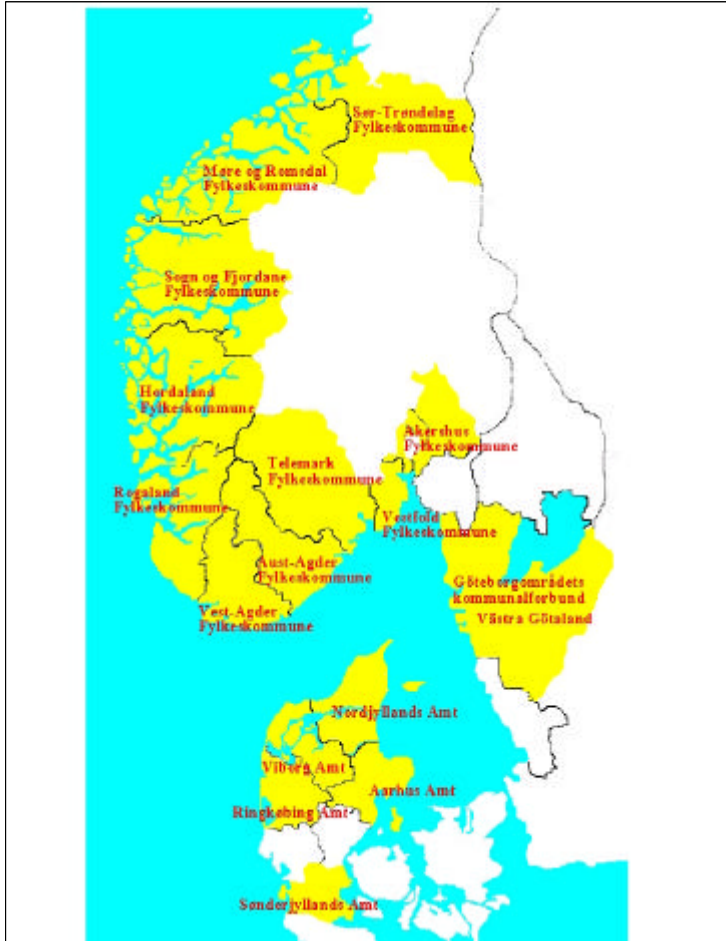 Sør-Trøndelag
Fylkeskommune
Møre og Romsdal
Fylkeskommune
Sogn og Fjordane
Fylkeskommune
Hordaland
Fylkeskommune
Akershus
Fylkeskommune
Telemark
Fylkeskommune
Rogaland
Fylkeskommune
Vestfold
Fylkeskommune
Aust-Agder
Fylkeskommune
Göteborgområdets
kommunalforbund
Västra Götaland
Vest-Agder
Fylkeskommune
Nordjyllands Amt
Viborg Amt
Aarhus Amt
Ringkøbing Amt
Sønderjyllands Amt